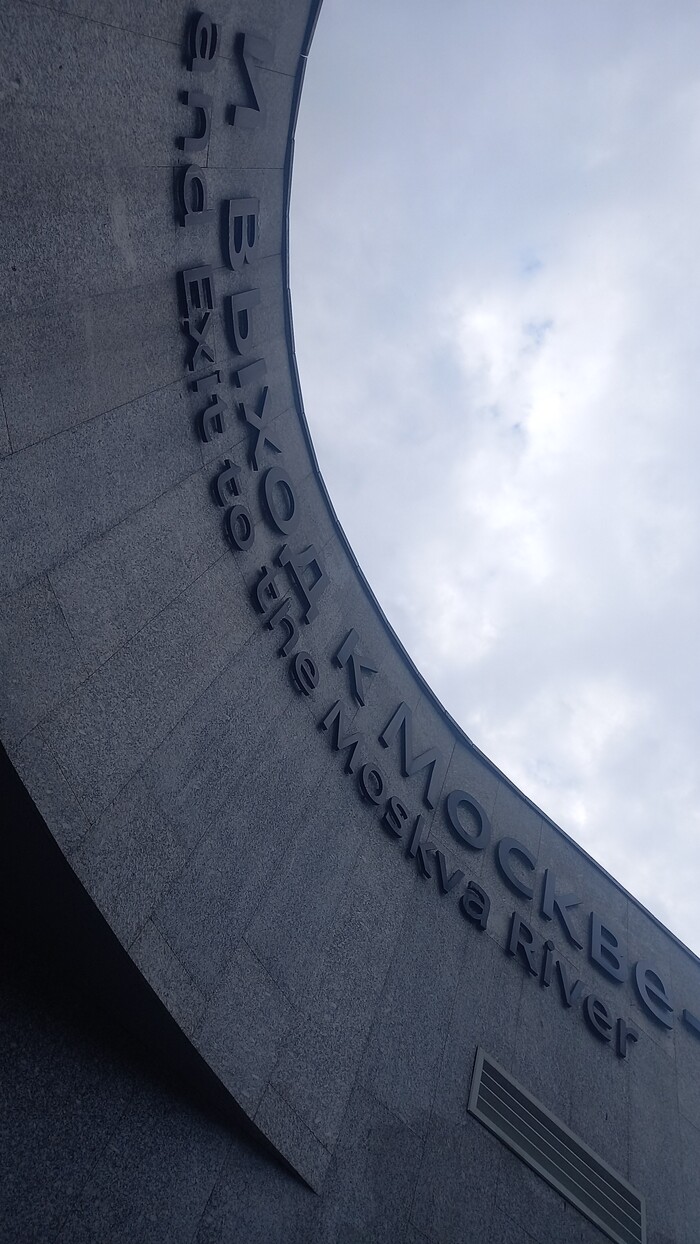 и выход к Москве-
and Exit to the Moskva River